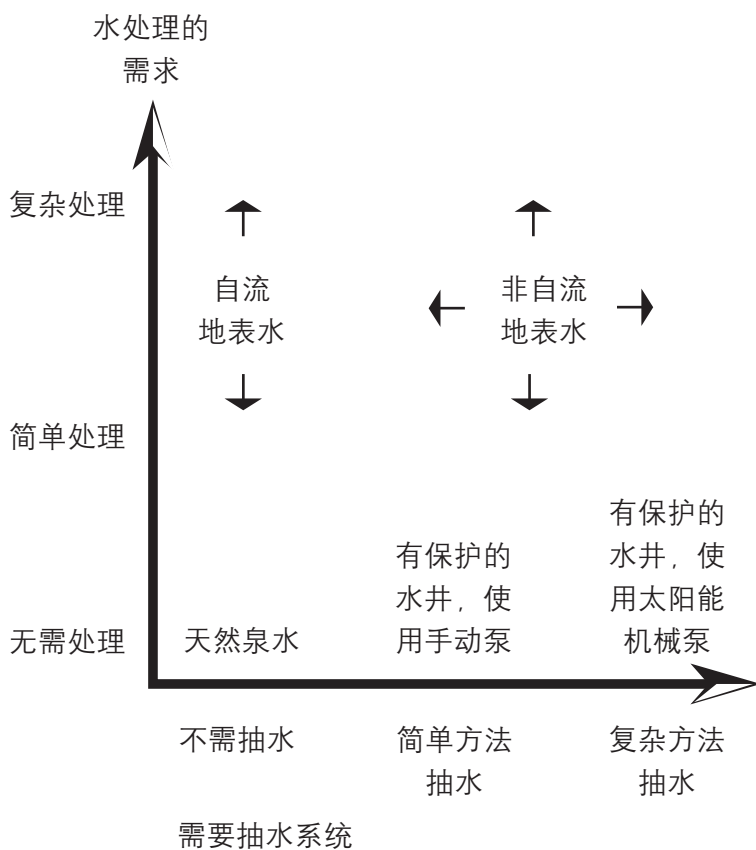 水处理的
需求
复杂处理
自流
地表水
非自流
地表水
简单处理
无需处理
天然泉水
有保护的
水井，使
用手动泵
有保护的
水井，使
用太阳能
机械泵
不需抽水
简单方法
抽水
复杂方法
抽水
需要抽水系统